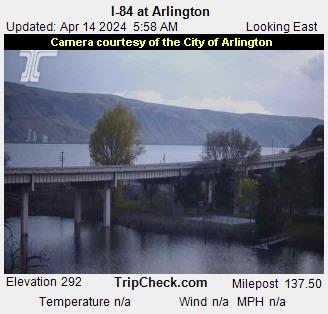 I-84 at Arlington
Updated: Apr 14 2024 5:58 AM Looking East
Camera courtesy of the City of Arlington
Elevation 292 TripCheck.com Milepost 137.50
Temperature n/a Wind n/a MPH n/a